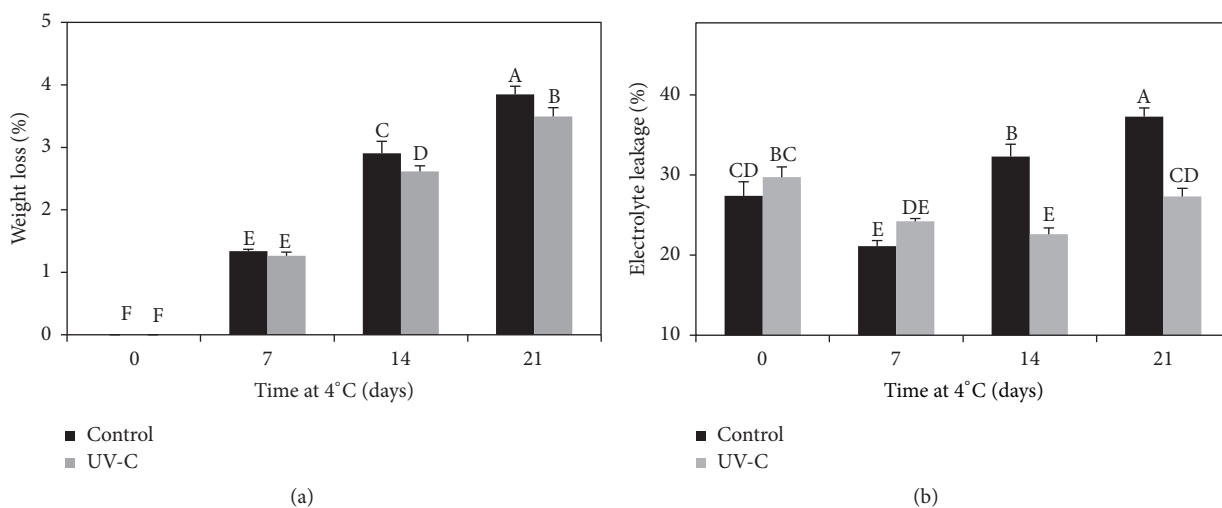 5
4
3
2
1
0
Weight loss (%)
F F
E E
C
D
A
B
0 7 14 21
Time at 4˚C (days)
Control
UV-C
(a)
40
30
20
10
Electrolyte leakage (%)
CD
BC
E
DE
B
E
A
CD
0 7 14 21
Time at 4˚C (days)
Control
UV-C
(b)